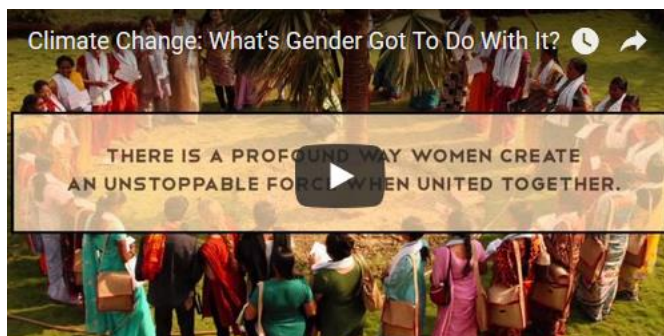 Climate Change: What's Gender Got To Do With It?
THERE IS A PROFOUND WAY WOMEN CREATE
AN UNSTOPPABLE FORCE WHEN UNITED TOGETHER.